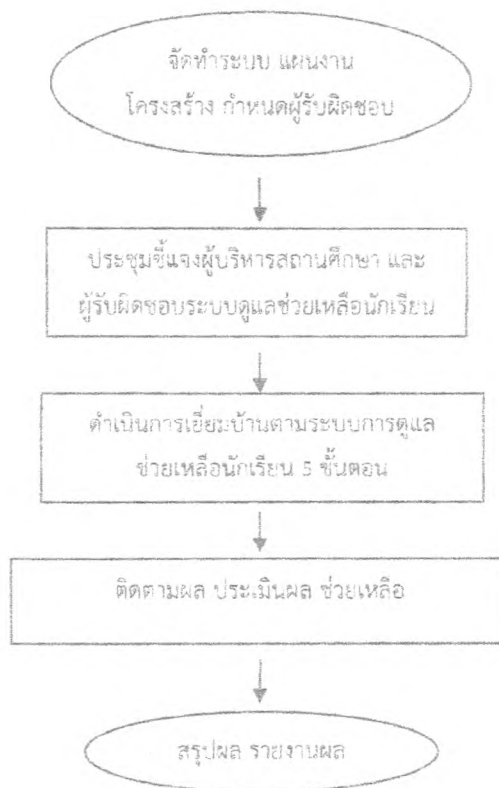 จัดทำระบบ แผนงาน
โครงสร้าง กำหนดผู้รับผิดชอบ
ประชุมชี้แจงผู้บริหารสถานศึกษา และ
ผู้รับผิดชอบระบบดูแลช่วยเหลือนักเรียน
ดำเนินการเยี่ยมบ้านตามระบบการดูแล
ช่วยเหลือนักเรียน 5 ขั้นตอน
ติดตามผล ประเมินผล ช่วยเหลือ
สรุปผล รายงานผล